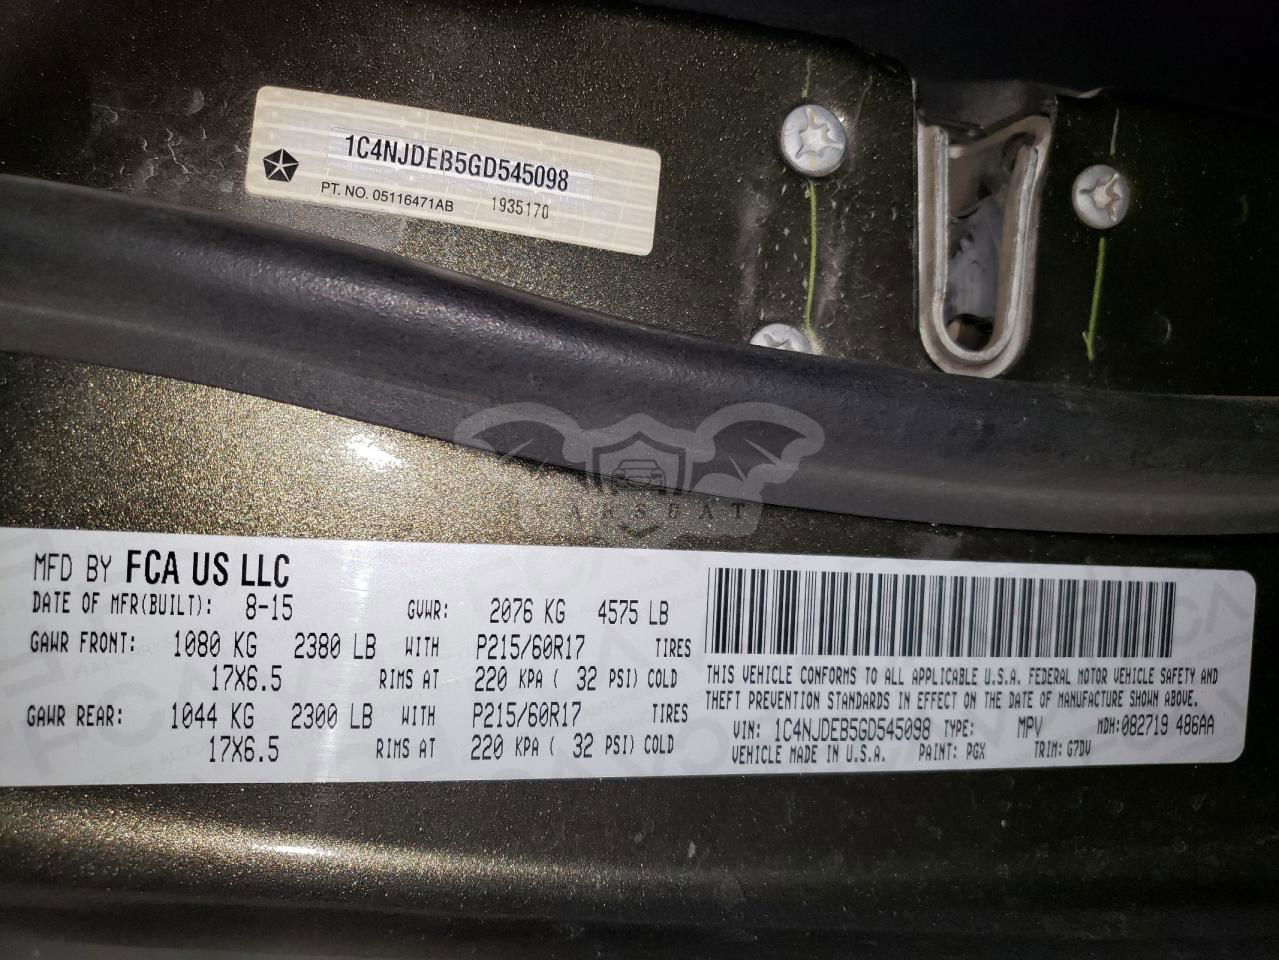 1C4NJDEB5GD545098
PT. NO. 05116471AB 1935170
MFD BY FCA US LLC
DATE OF MFR(BUILT): 8-15 GVWR: 2076 KG 4575 LB
GAWR FRONT: 1080 KG 2380 LB WITH P215/60R17 TIRES
17X6.5 RIMS AT 220 KPA ( 32 PSI) COLD
GAWR REAR: 1044 KG 2300 LB WITH P215/60R17 TIRES
17X6.5 RIMS AT 220 KPA ( 32 PSI) COLD
THIS VEHICLE CONFORMS TO ALL APPLICABLE U.S.A. FEDERAL MOTOR VEHICLE SAFETY AND
THEFT PREVENTION STANDARDS IN EFFECT ON THE DATE OF MANUFACTURE SHOWN ABOVE.
VIN: 1C4NJDEB5GD545098 TYPE: MPV MDH: 082719 486AA
VEHICLE MADE IN U.S.A. PAINT: PGX TRIM: G7DV